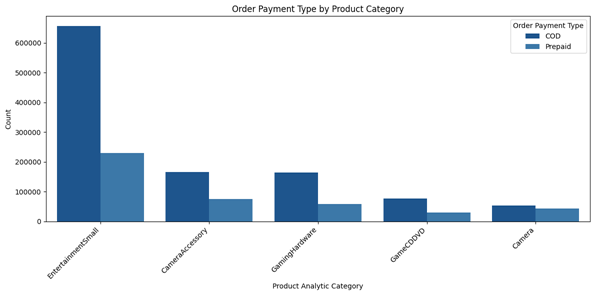 Order Payment Type by Product Category
Order Payment Type
COD
Prepaid
Count
600000
500000
400000
300000
200000
100000
0
EntertainmentSmall
CameraAccessory
GamingHardware
GameCDDVD
Camera
Product Analytic Category